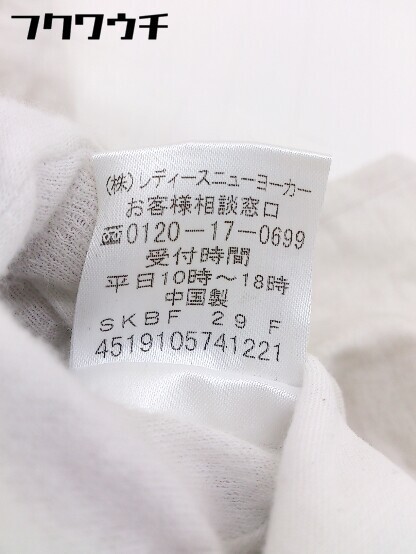 フクウワチ
(株)レディースニューヨーカー
お客様相談窓口
0120-17-0699
受付時間
平日10時～18時
中国製
SKBF 29 F
4519105741221